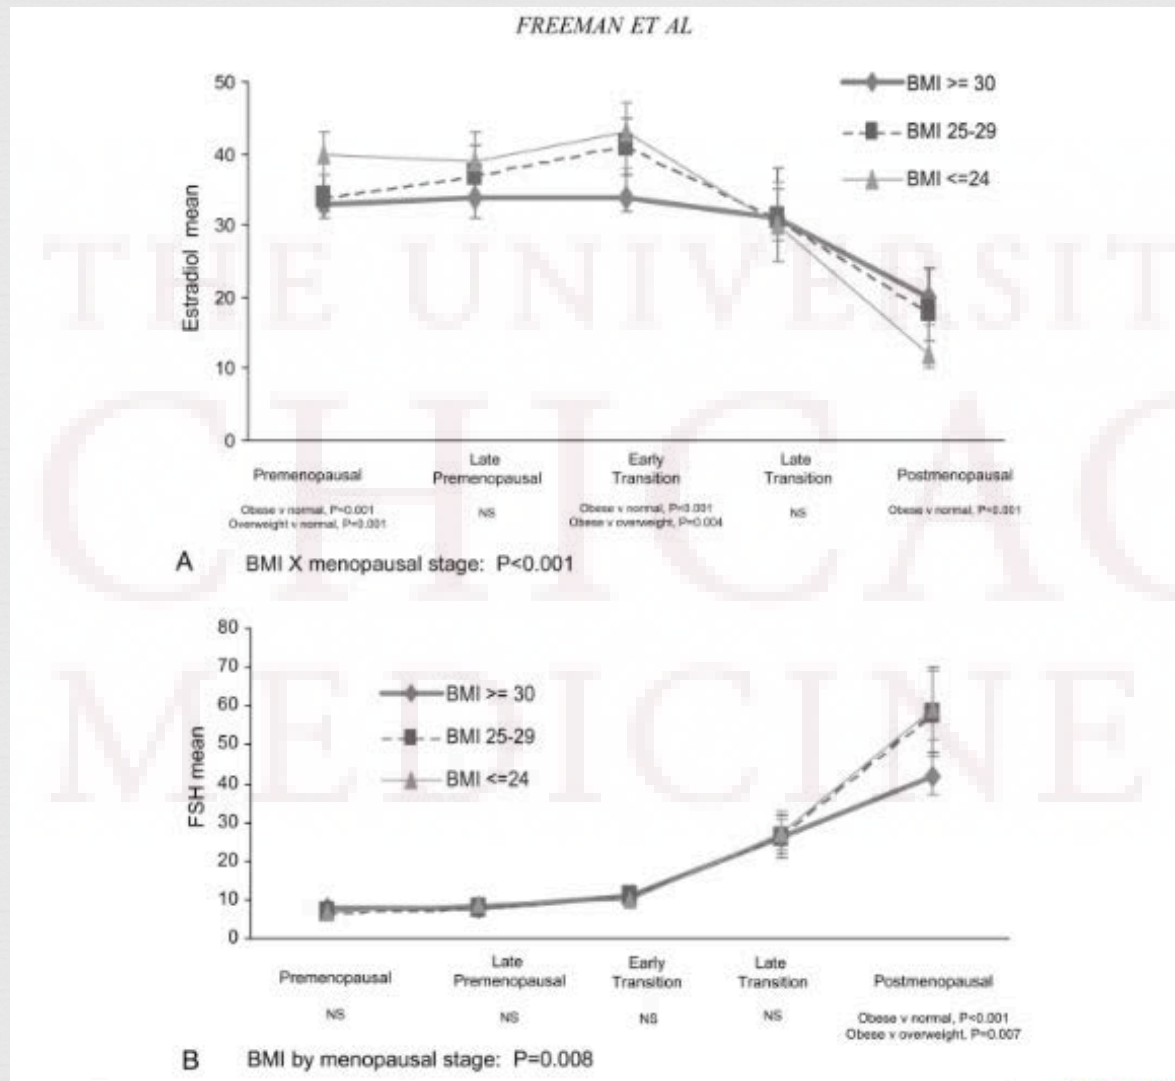 FREEMAN ET AL
50
40
30
20
10
0
Estradiol mean
BMI >= 30
BMI 25-29
BMI <=24
Premenopausal
Late
Premenopausal
Early
Transition
Late
Transition
Postmenopausal
Obese v normal, P<0.001
Overweight v normal, P=0.001
NS
Obese v normal, P<0.001
Obese v overweight, P=0.004
NS
Obese v normal, P=0.001
A BMI X menopausal stage: P<0.001
80
70
60
50
40
30
20
10
0
FSH mean
BMI >= 30
BMI 25-29
BMI <=24
Premenopausal
Late
Premenopausal
Early
Transition
Late
Transition
Postmenopausal
NS
NS
NS
NS
Obese v normal, P<0.001
Obese v overweight, P=0.007
B BMI by menopausal stage: P=0.008
THE UNIVERSIT
CHICAG
MEDICINE